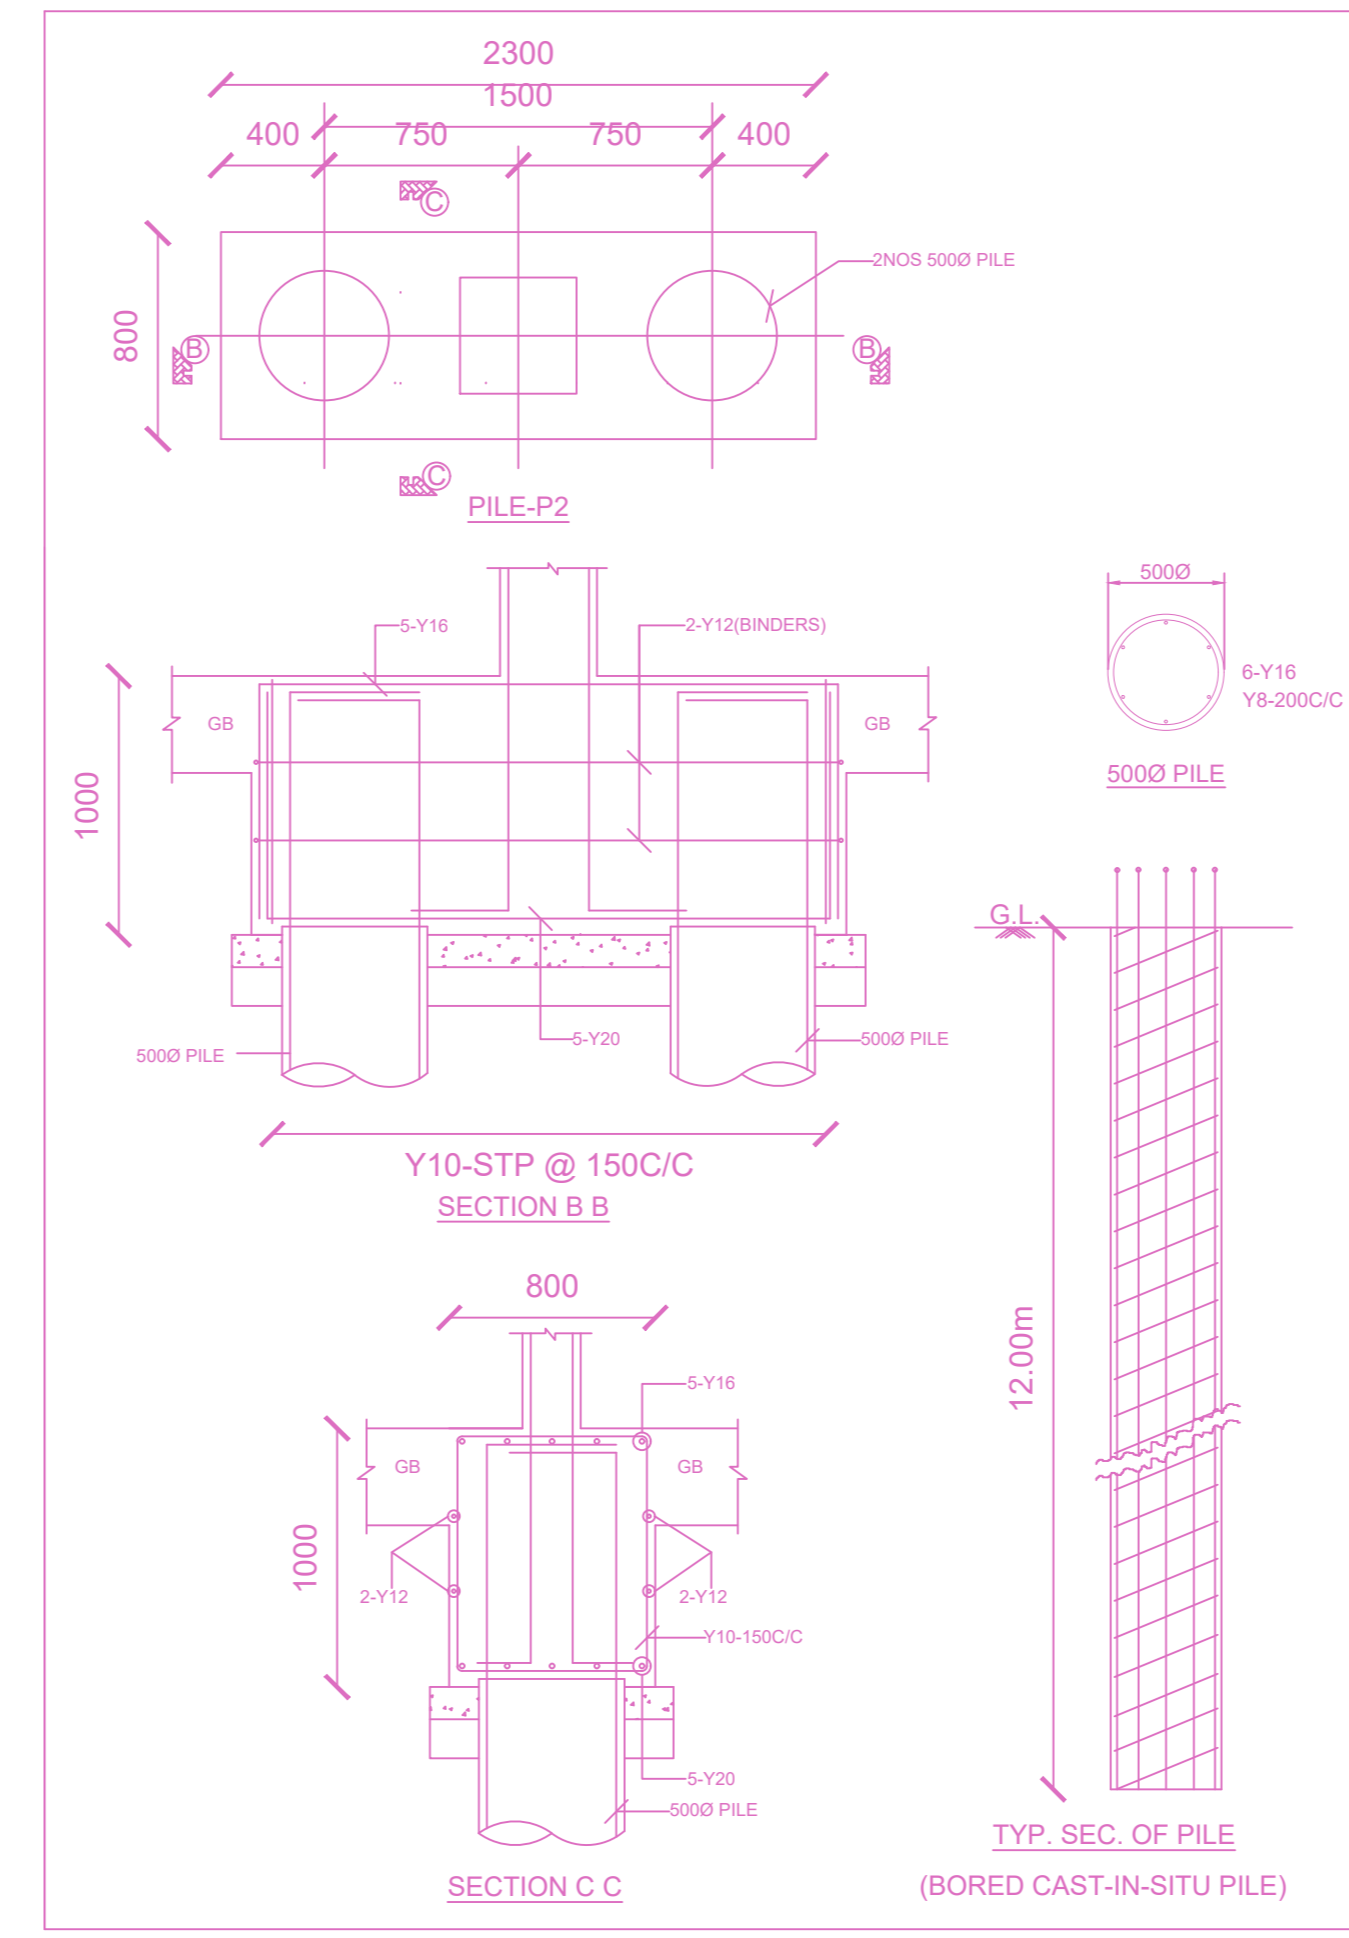 2300
1500
400 750 750 400
C
2NOS 500Ø PILE
800
B B
C
PILE-P2
5-Y16
2-Y12(BINDERS)
GB GB
1000
5-Y20
500Ø PILE
500Ø PILE
Y10-STP @ 150C/C
SECTION B B
500Ø
6-Y16
Y8-200C/C
500Ø PILE
G.L.
12.00m
TYP. SEC. OF PILE
(BORED CAST-IN-SITU PILE)
800
5-Y16
GB GB
1000
2-Y12 2-Y12
Y10-150C/C
5-Y20
500Ø PILE
SECTION C C